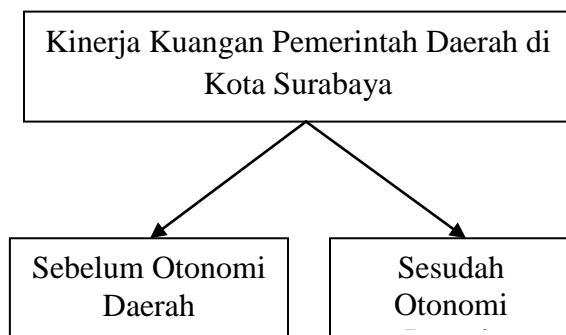 Kinerja Kuangan Pemerintah Daerah di
Kota Surabaya
Sebelum Otonomi
Daerah
Sesudah
Otonomi